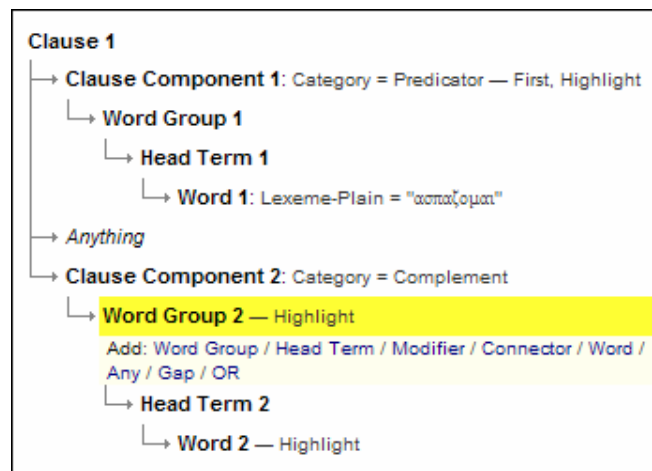 Clause 1
Clause Component 1: Category = Predicator — First, Highlight
Word Group 1
Head Term 1
Word 1: Lexeme-Plain = "ασπαζομαι"
Anything
Clause Component 2: Category = Complement
Word Group 2 — Highlight
Add: Word Group / Head Term / Modifier / Connector / Word /
Any / Gap / OR
Head Term 2
Word 2 — Highlight